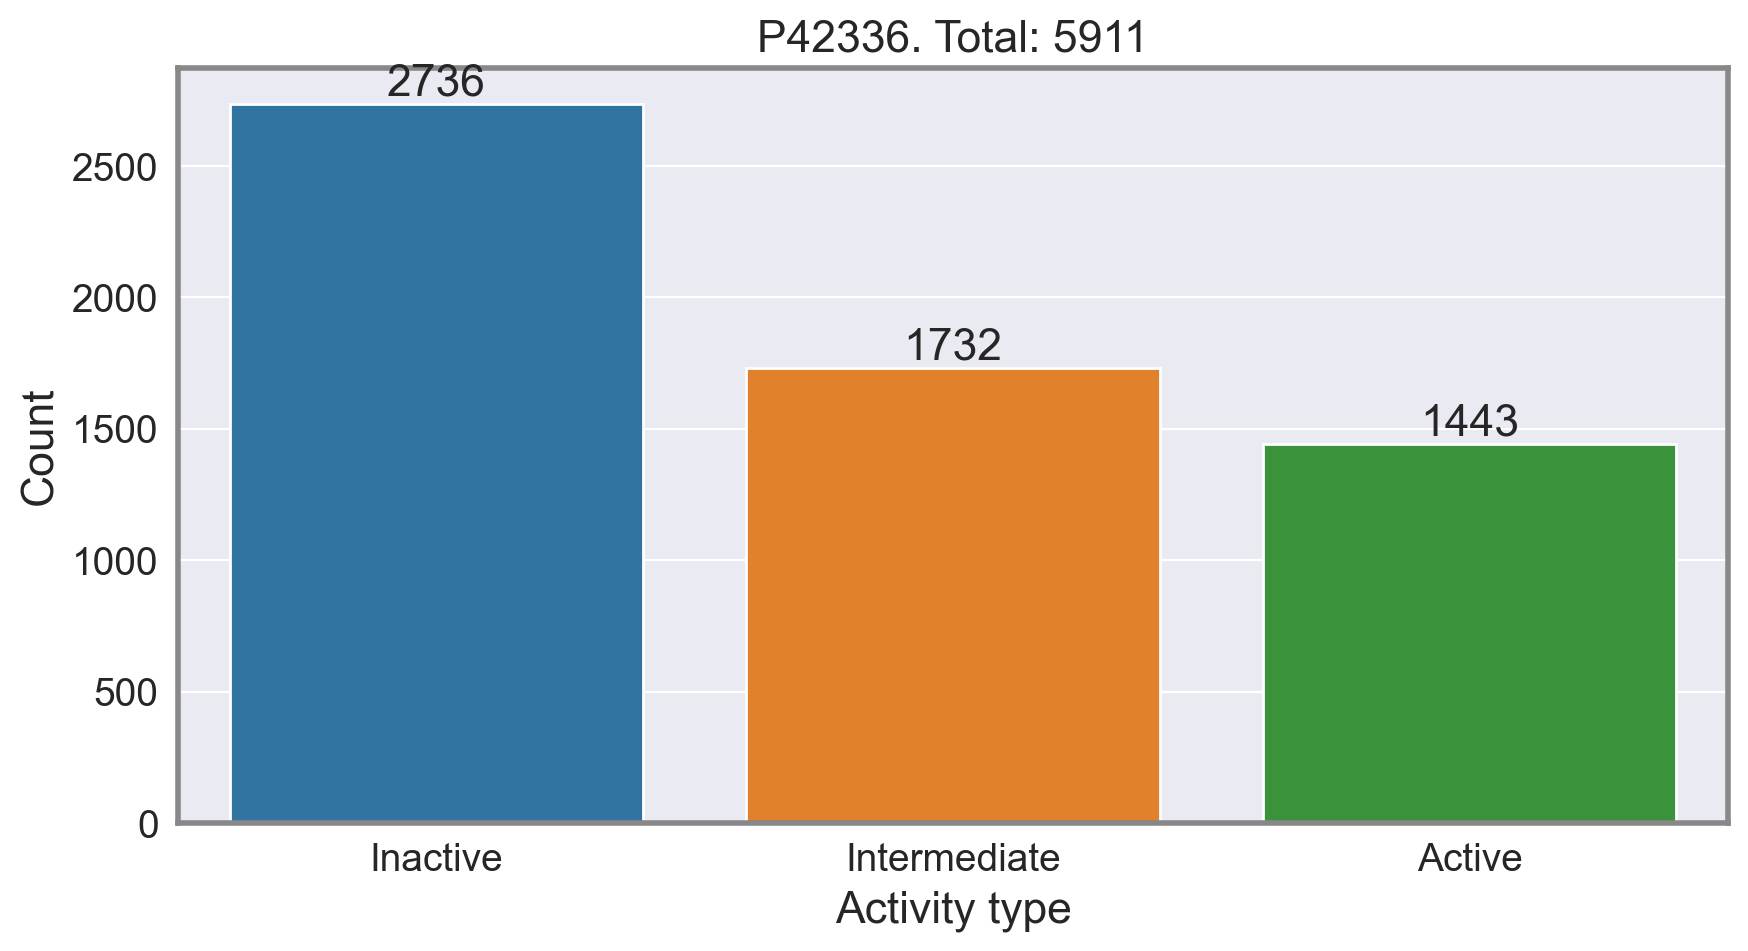 P42336. Total: 5911
2736
1732
1443
2500
2000
1500
1000
500
0
Count
Inactive
Intermediate
Active
Activity type